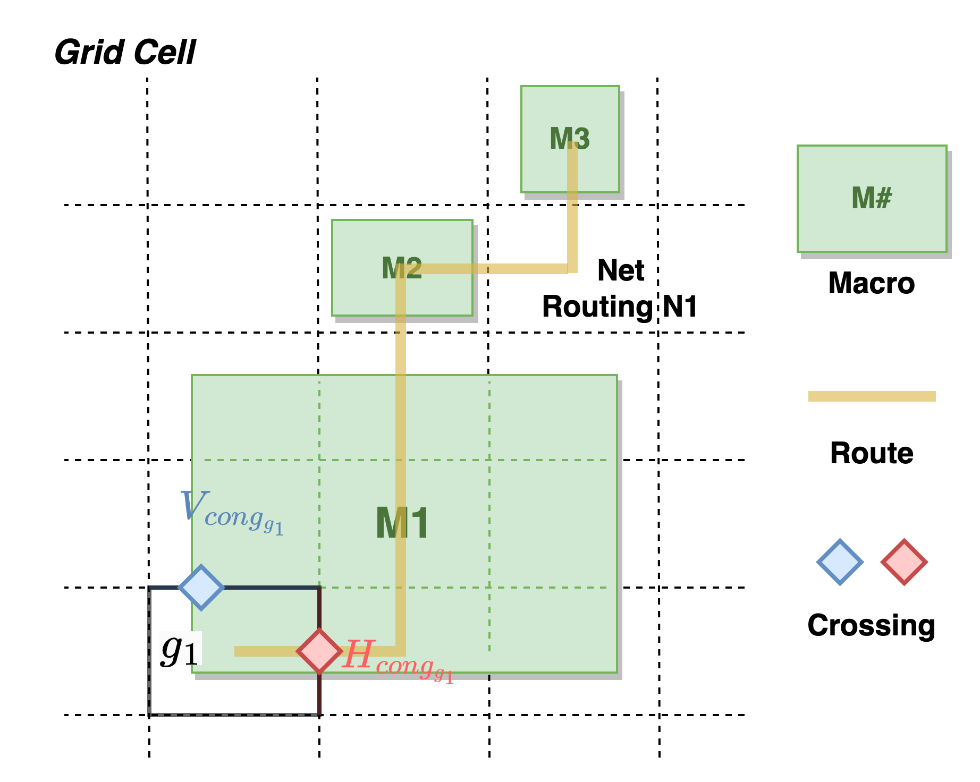 Grid Cell
M3
M#
M2
Net
Routing N1
Macro
Route
V_{cong_{g_1}}
M1
Crossing
g_1
H_{cong_{g_1}}